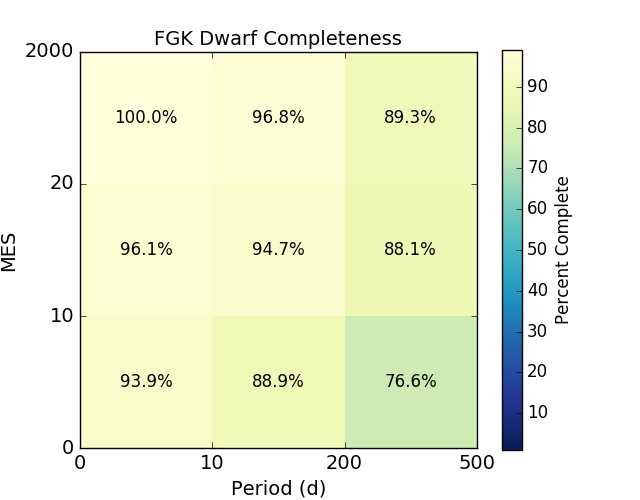 FGK Dwarf Completeness
2000
100.0% 96.8% 89.3%
20
96.1% 94.7% 88.1%
10
93.9% 88.9% 76.6%
0
MES
0 10 200 500
Period (d)
90
80
70
60
50
40
30
20
10
Percent Complete